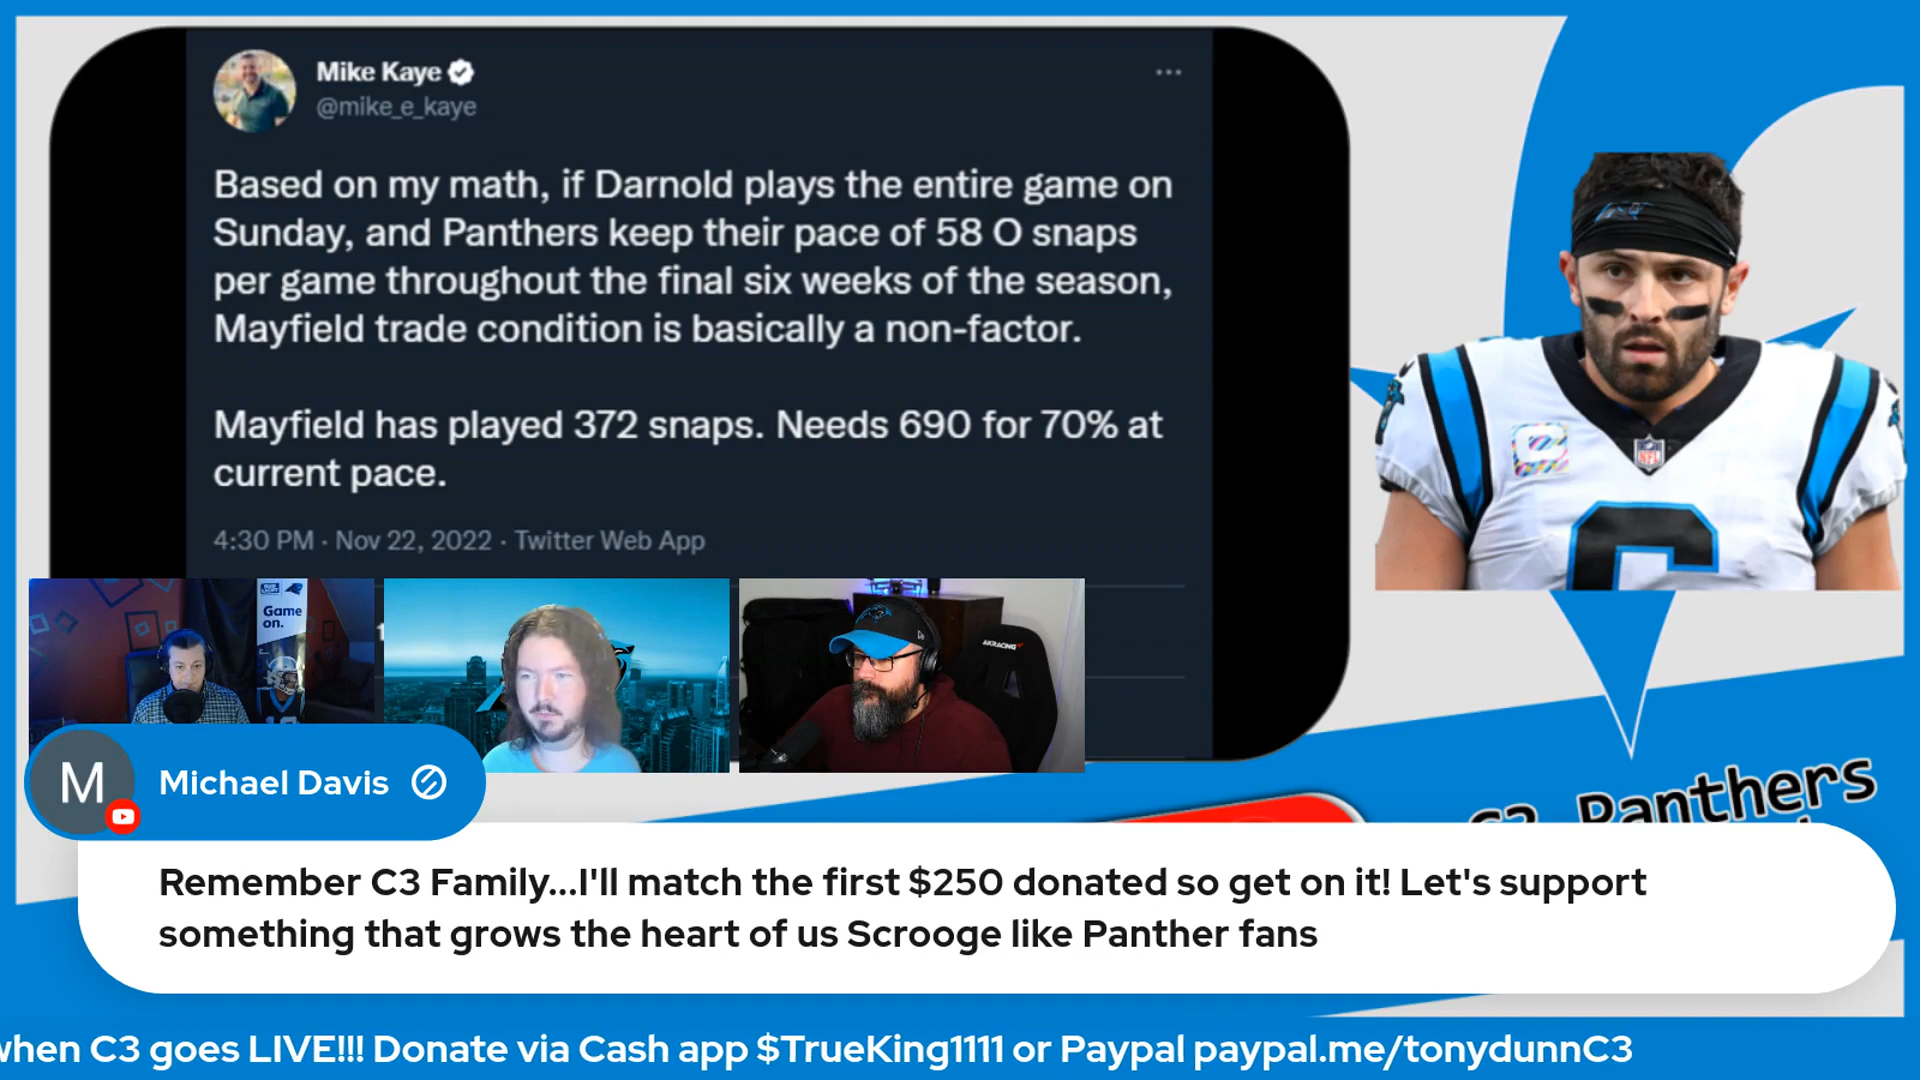 Mike Kaye
@mike_e_kaye
Based on my math, if Darnold plays the entire game on
Sunday, and Panthers keep their pace of 58 O snaps
per game throughout the final six weeks of the season,
Mayfield trade condition is basically a non-factor.
Mayfield has played 372 snaps. Needs 690 for 70% at
current pace.
4:30 PM · Nov 22, 2022 · Twitter Web App
Game
on.
AKRACING
NFL
C
M
Michael Davis
C3 Panthers
Remember C3 Family...I'll match the first $250 donated so get on it! Let's support
something that grows the heart of us Scrooge like Panther fans
when C3 goes LIVE!!! Donate via Cash app $TrueKing1111 or Paypal paypal.me/tonydunnC3